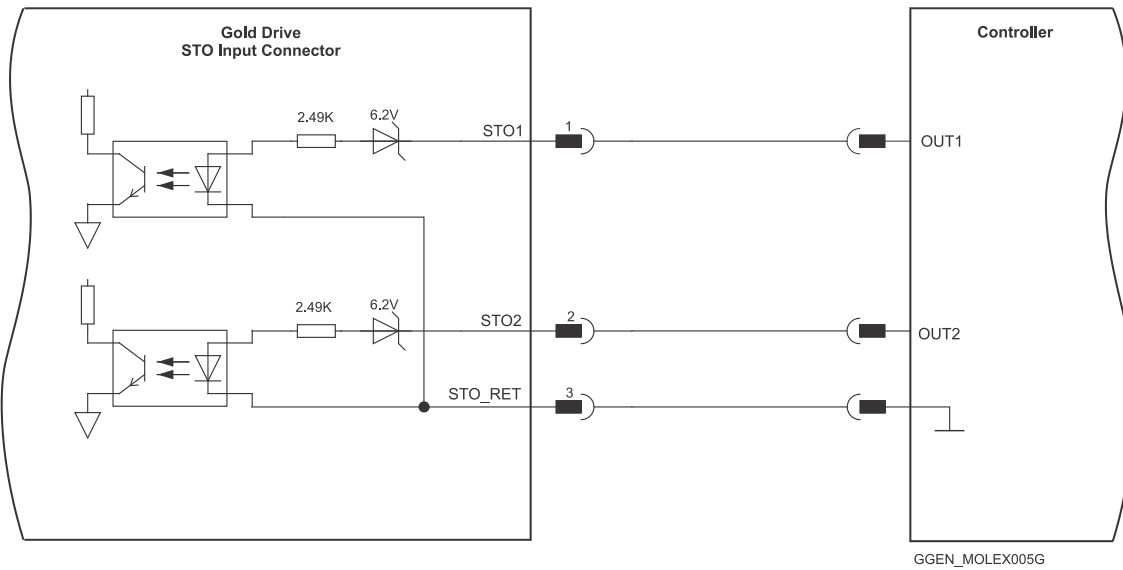 Gold Drive
STO Input Connector
Controller
2.49K
6.2V
STO1
1
OUT1
2.49K
6.2V
STO2
2
OUT2
STO_RET
3
GGEN_MOLEX005G